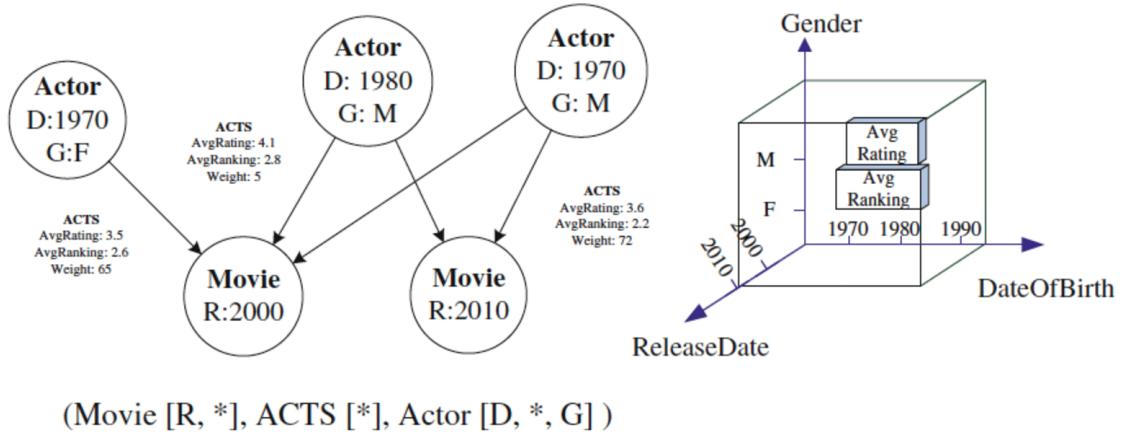 Actor
D:1970
G:F
Actor
D: 1980
G: M
Actor
D: 1970
G: M
ACTS
AvgRating: 4.1
AvgRanking: 2.8
Weight: 5
ACTS
AvgRating: 3.5
AvgRanking: 2.6
Weight: 65
ACTS
AvgRating: 3.6
AvgRanking: 2.2
Weight: 72
Movie
R:2000
Movie
R:2010
(Movie [R, *], ACTS [*], Actor [D, *, G] )
Gender
M
F
Avg
Rating
Avg
Ranking
1970 1980 1990
2000
2010
DateOfBirth
ReleaseDate